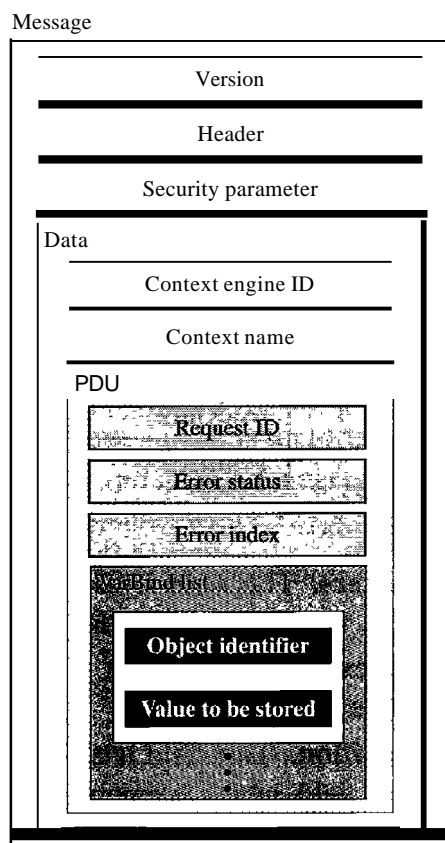 Message
Version
Header
Security parameter
Data
Context engine ID
Context name
PDU
Request ID
Error status
Error index
VarBind list
Object identifier
Value to be stored